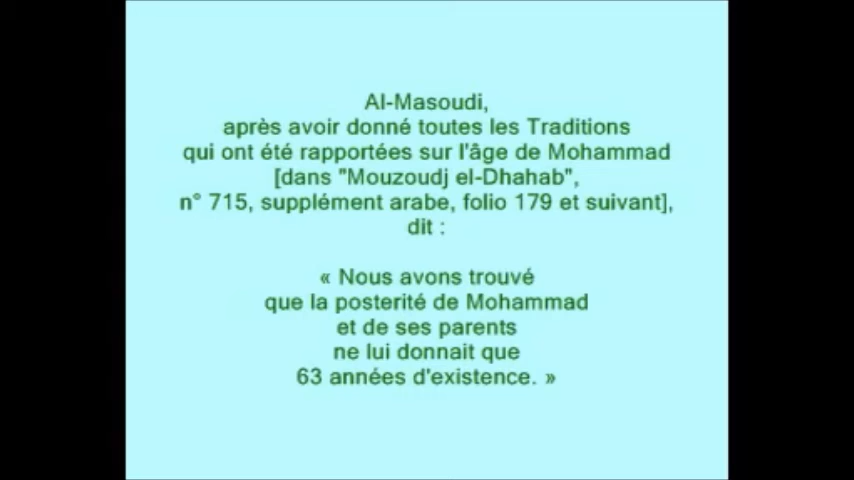 Al-Masoudi,
après avoir donné toutes les Traditions
qui ont été rapportées sur l'âge de Mohammad
[dans "Mouzoudj el-Dhahab",
n° 715, supplément arabe, folio 179 et suivant],
dit :
« Nous avons trouvé
que la posterité de Mohammad
et de ses parents
ne lui donnait que
63 années d'existence. »